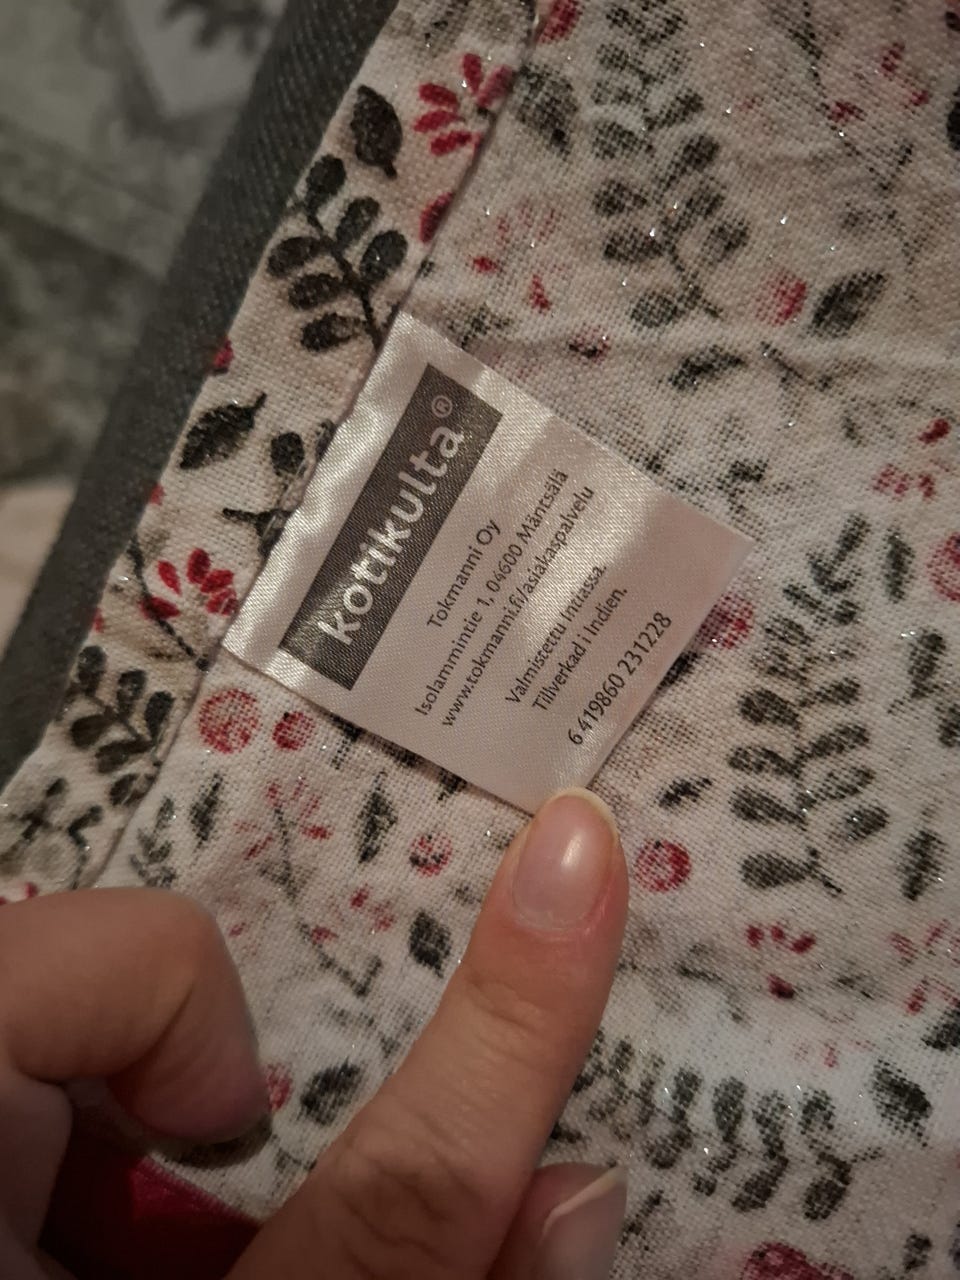 kotikulta®
Tokmanni Oy
Isolammintie 1, 04600 Mäntsälä
www.tokmanni.fi/asiakaspalvelu
Valmistettu Intiassa.
Tillverkad i Indien.
6 419860 231228